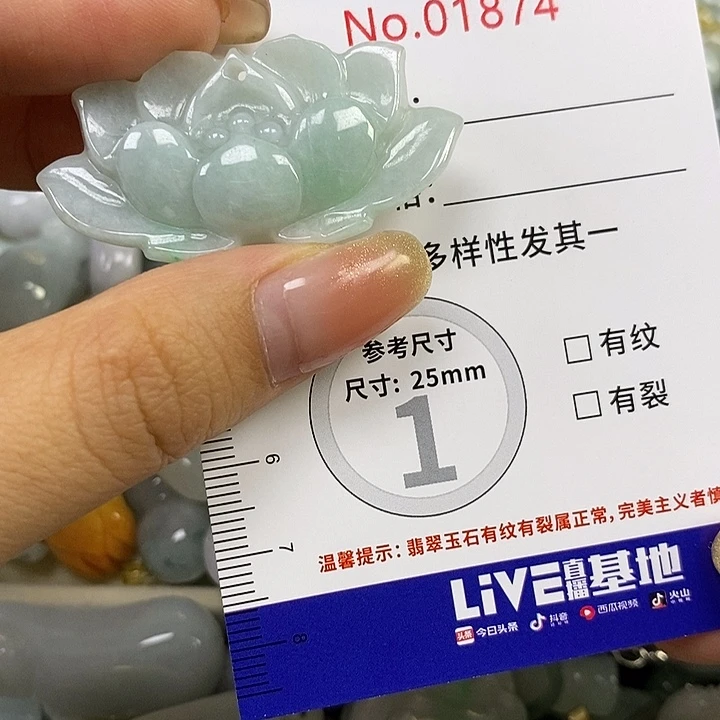 No.01874
多样性发其一
参考尺寸
尺寸: 25mm
1
□ 有纹
□ 有裂
6
7
8
温馨提示: 翡翠玉石有纹有裂属正常, 完美主义者慎
LiVE直播基地
头条 今日头条 抖音 西瓜视频 火山